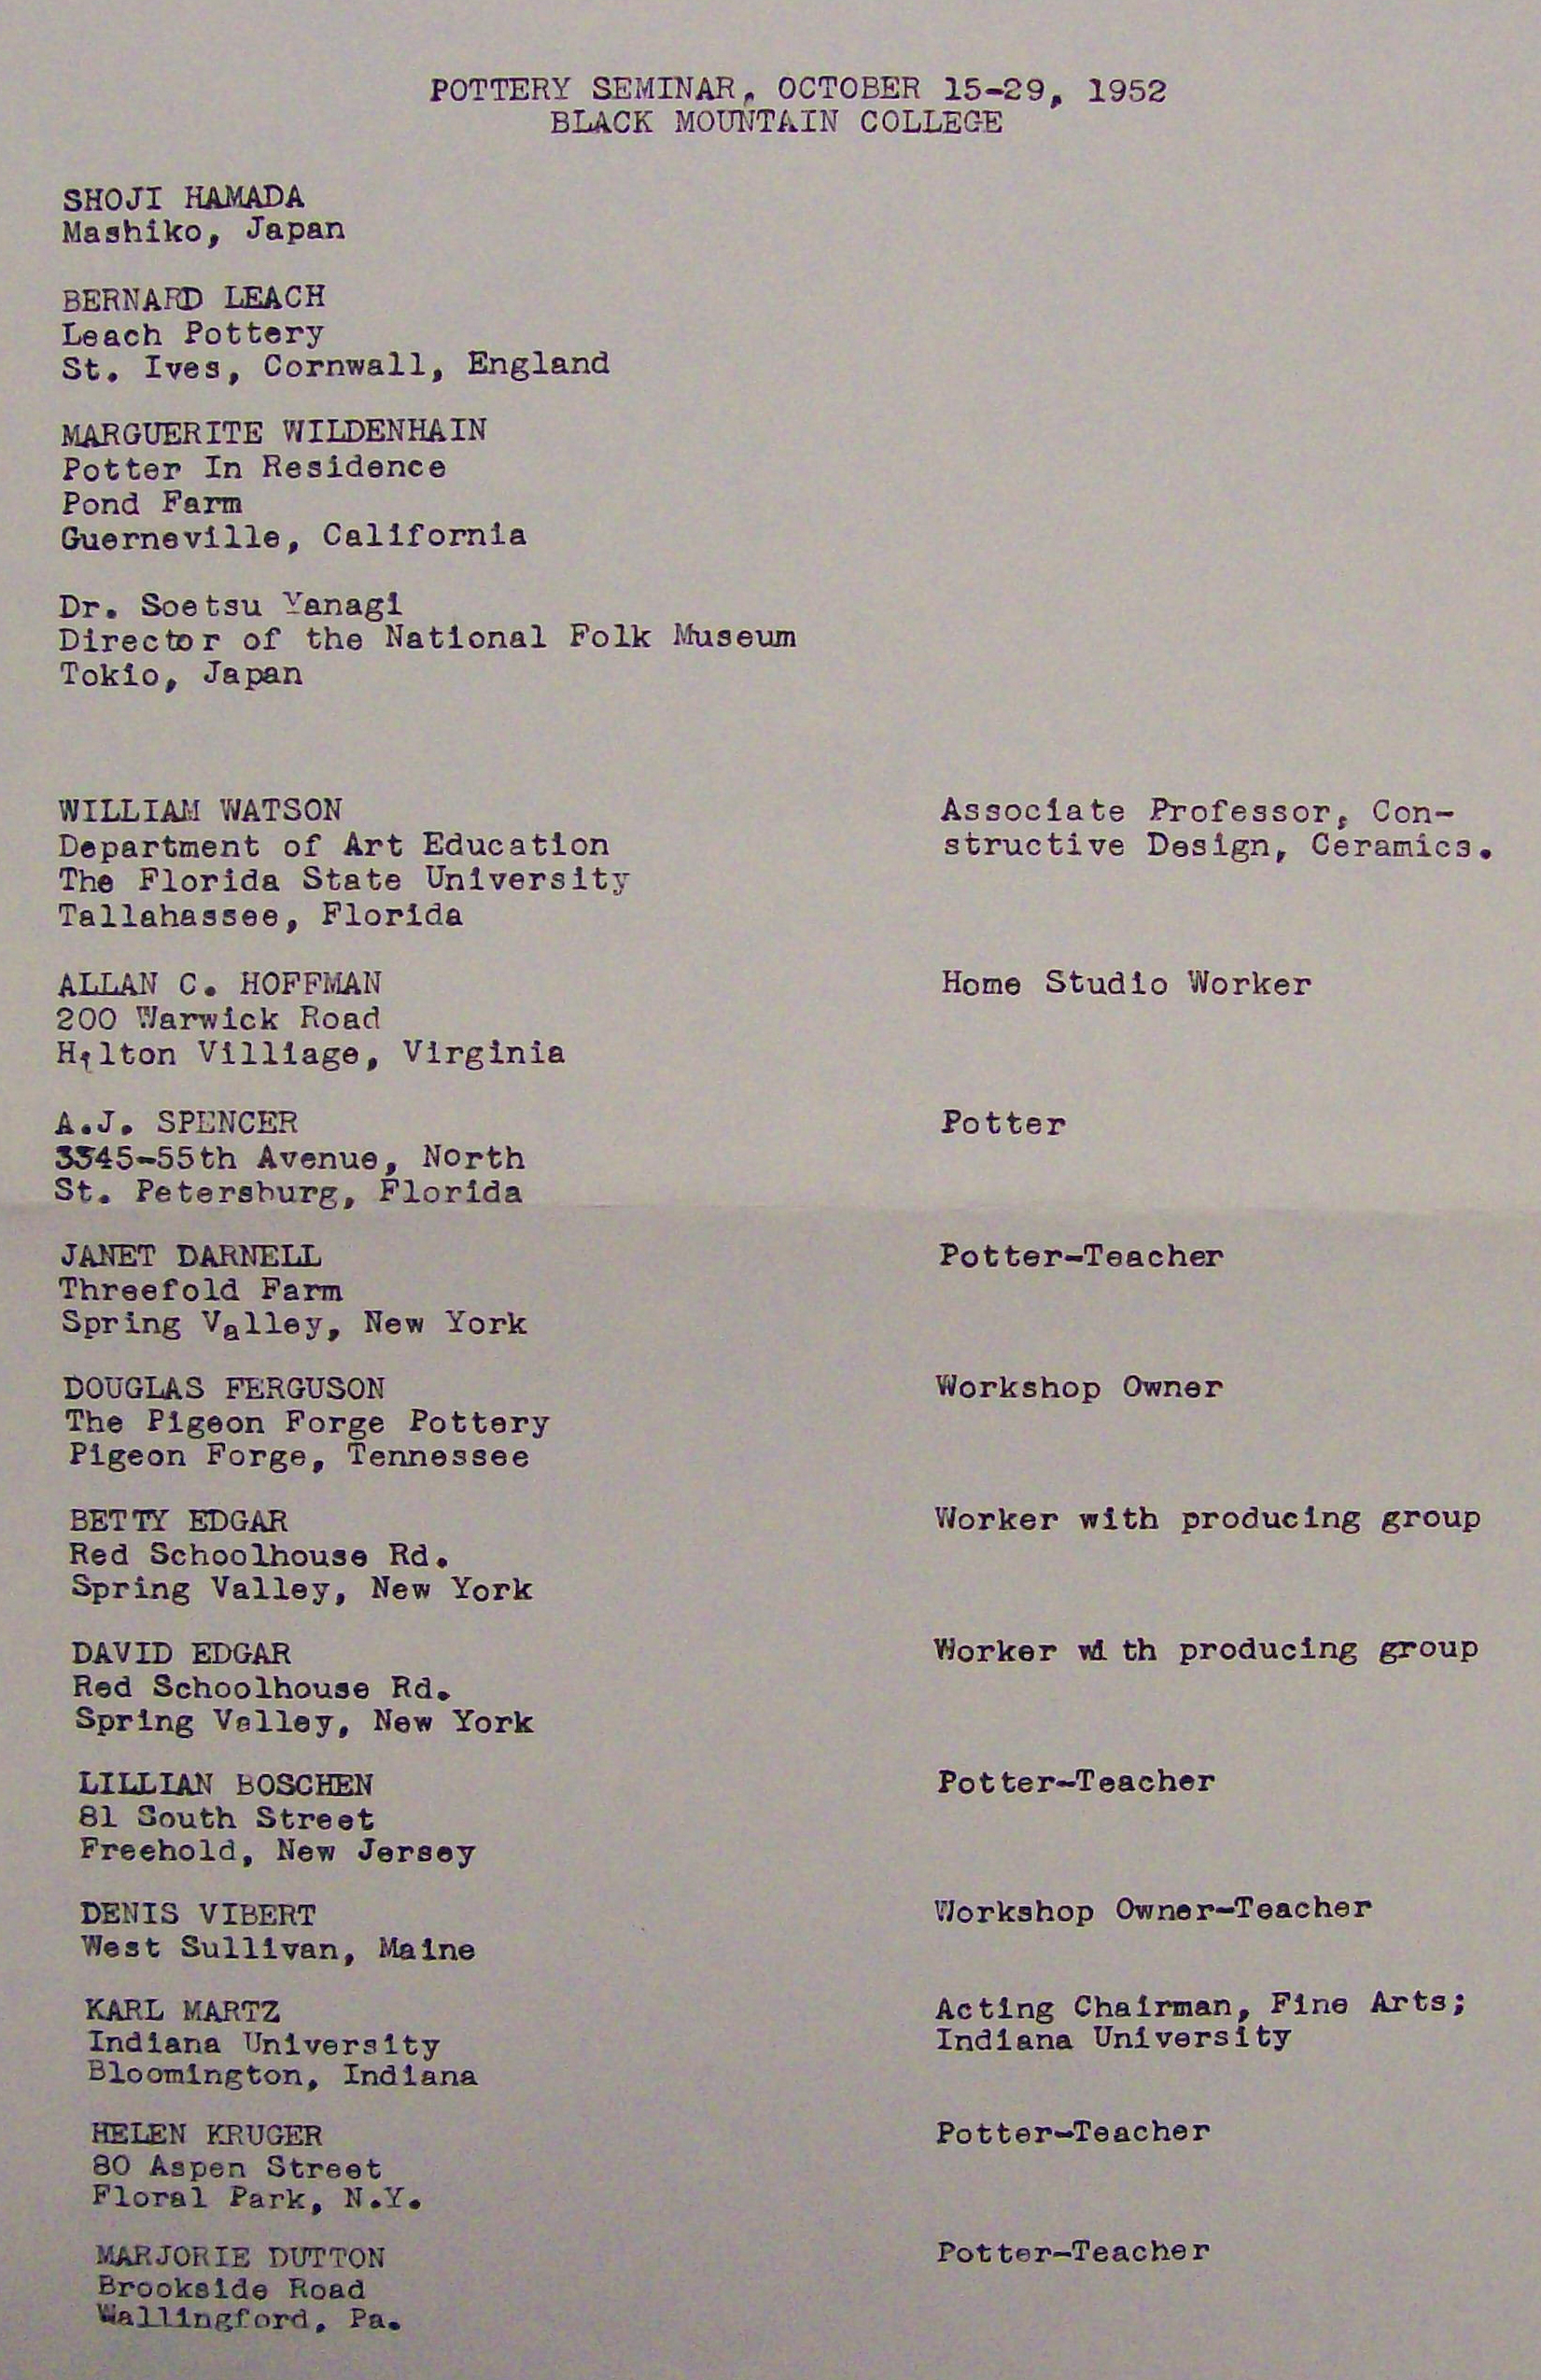 POTTERY SEMINAR, OCTOBER 15-29, 1952
BLACK MOUNTAIN COLLEGE
SHOJI HAMADA
Mashiko, Japan
BERNARD LEACH
Leach Pottery
St. Ives, Cornwall, England
MARGUERITE WILDENHAIN
Potter In Residence
Pond Farm
Guerneville, California
Dr. Soetsu Yanagi
Director of the National Folk Museum
Tokio, Japan
WILLIAM WATSON
Department of Art Education
The Florida State University
Tallahassee, Florida
Associate Professor, Con-
structive Design, Ceramics.
ALLAN C. HOFFMAN
200 Warwick Road
Hilton Villiage, Virginia
Home Studio Worker
A.J. SPENCER
3345-55th Avenue, North
St. Petersburg, Florida
Potter
JANET DARNELL
Threefold Farm
Spring Valley, New York
Potter-Teacher
DOUGLAS FERGUSON
The Pigeon Forge Pottery
Pigeon Forge, Tennessee
Workshop Owner
BETTY EDGAR
Red Schoolhouse Rd.
Spring Valley, New York
Worker with producing group
DAVID EDGAR
Red Schoolhouse Rd.
Spring Valley, New York
Worker wi th producing group
LILLIAN BOSCHEN
81 South Street
Freehold, New Jersey
Potter-Teacher
DENIS VIBERT
West Sullivan, Maine
Workshop Owner-Teacher
KARL MARTZ
Indiana University
Bloomington, Indiana
Acting Chairman, Fine Arts;
Indiana University
HELEN KRUGER
80 Aspen Street
Floral Park, N.Y.
Potter-Teacher
MARJORIE DUTTON
Brookside Road
Wallingford, Pa.
Potter-Teacher